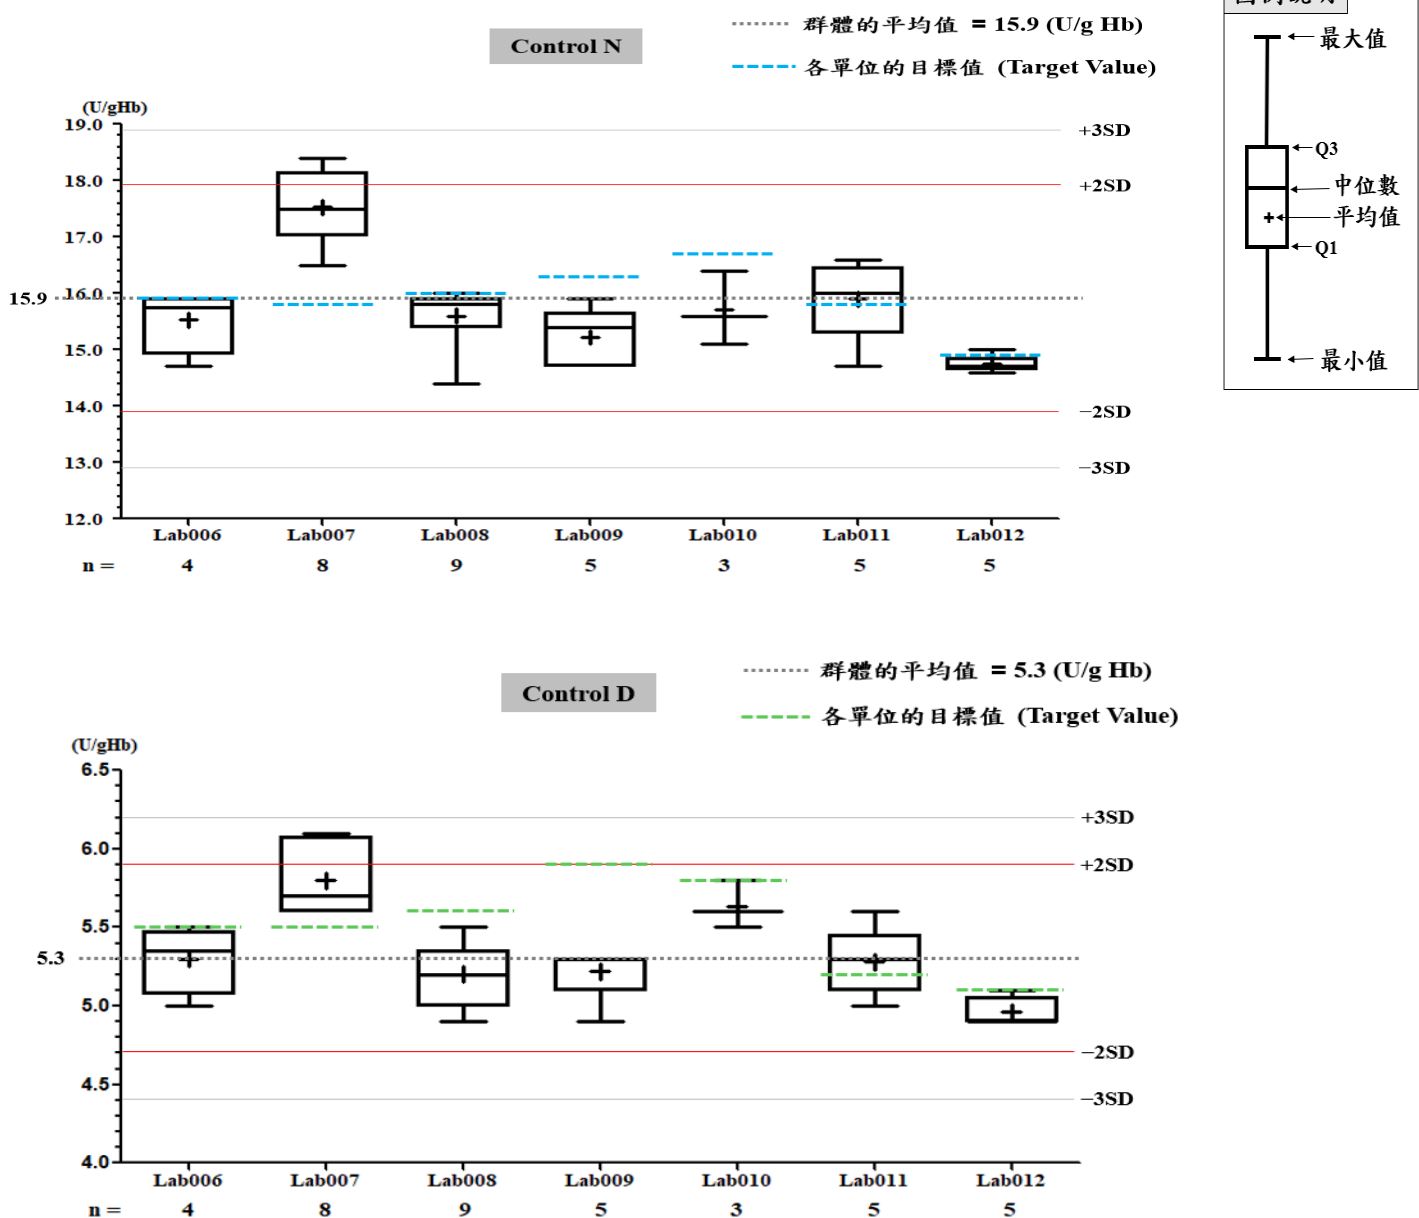 群體的平均值 = 15.9 (U/g Hb)
Control N
各單位的目標值 (Target Value)
(U/gHb)
19.0
+3SD
18.0
+2SD
17.0
16.0
15.9
15.0
14.0
−2SD
13.0
−3SD
12.0
Lab006 Lab007 Lab008 Lab009 Lab010 Lab011 Lab012
n = 4 8 9 5 3 5 5
最大值
Q3
中位數
平均值
Q1
最小值
群體的平均值 = 5.3 (U/g Hb)
Control D
各單位的目標值 (Target Value)
(U/gHb)
6.5
+3SD
6.0
+2SD
5.5
5.3
5.0
−2SD
4.5
−3SD
4.0
Lab006 Lab007 Lab008 Lab009 Lab010 Lab011 Lab012
n = 4 8 9 5 3 5 5